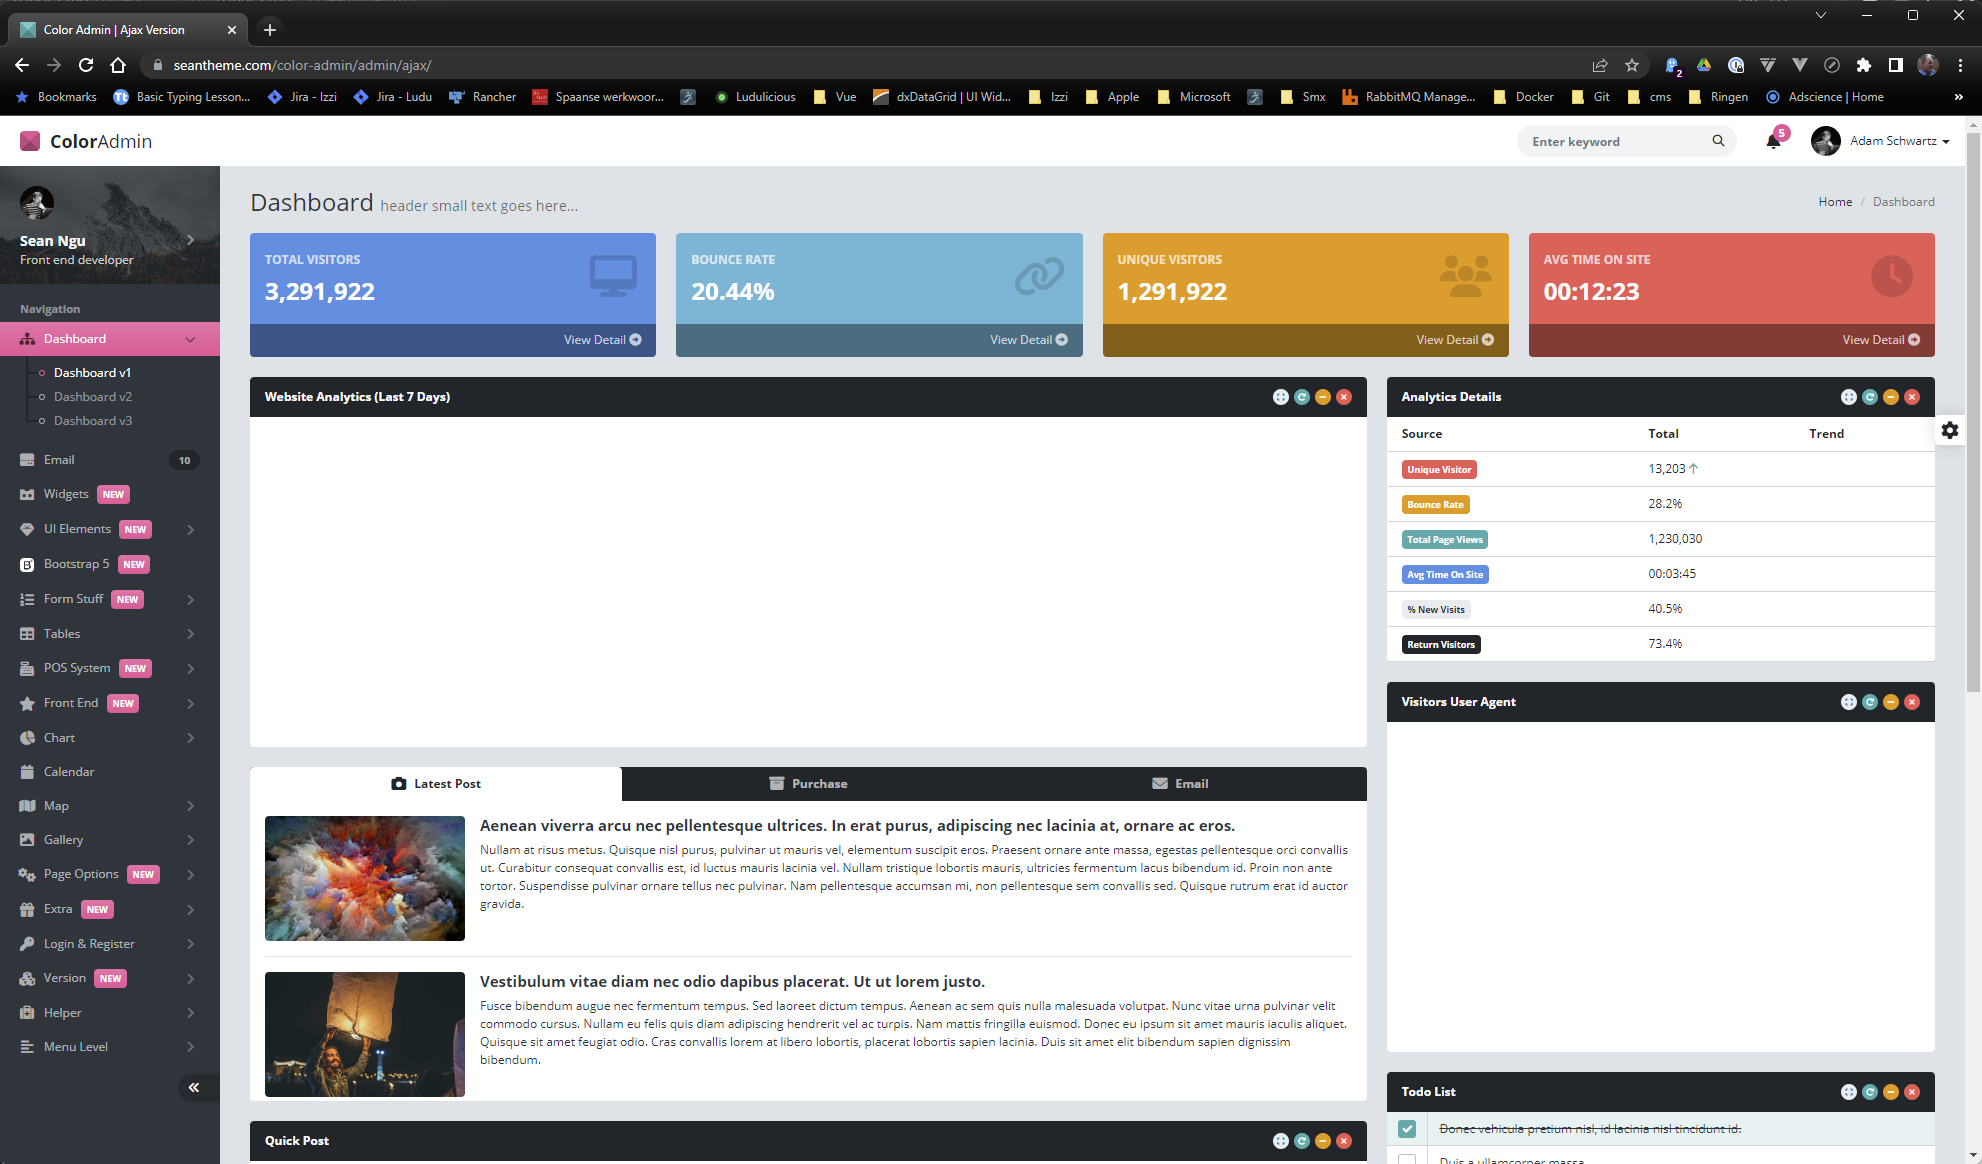 Color Admin | Ajax Version
seantheme.com/color-admin/admin/ajax/
2
Bookmarks
Basic Typing Lesson...
Jira - Izzi
Jira - Ludu
Rancher
Spaanse werkwoor...
Ludulicious
Vue
dxDataGrid | UI Wid...
Izzi
Apple
Microsoft
Smx
RabbitMQ Manage...
Docker
Git
cms
Ringen
Adscience | Home
ColorAdmin
Enter keyword
5
Adam Schwartz
Sean Ngu
Front end developer
Navigation
Dashboard
Dashboard v1
Dashboard v2
Dashboard v3
Email 10
Widgets NEW
UI Elements NEW
Bootstrap 5 NEW
Form Stuff NEW
Tables
POS System NEW
Front End NEW
Chart
Calendar
Map
Gallery
Page Options NEW
Extra NEW
Login & Register
Version NEW
Helper
Menu Level
Dashboard header small text goes here...
Home / Dashboard
TOTAL VISITORS
3,291,922
View Detail
BOUNCE RATE
20.44%
View Detail
UNIQUE VISITORS
1,291,922
View Detail
AVG TIME ON SITE
00:12:23
View Detail
Website Analytics (Last 7 Days)
Latest Post
Purchase
Email
Aenean viverra arcu nec pellentesque ultrices. In erat purus, adipiscing nec lacinia at, ornare ac eros.
Nullam at risus metus. Quisque nisl purus, pulvinar ut mauris vel, elementum suscipit eros. Praesent ornare ante massa, egestas pellentesque orci convallis
ut. Curabitur consequat convallis est, id luctus mauris lacinia vel. Nullam tristique lobortis mauris, ultricies fermentum lacus bibendum id. Proin non ante
tortor. Suspendisse pulvinar ornare tellus nec pulvinar. Nam pellentesque accumsan mi, non pellentesque sem convallis sed. Quisque rutrum erat id auctor
gravida.
Vestibulum vitae diam nec odio dapibus placerat. Ut ut lorem justo.
Fusce bibendum augue nec fermentum tempus. Sed laoreet dictum tempus. Aenean ac sem quis nulla malesuada volutpat. Nunc vitae urna pulvinar velit
commodo cursus. Nullam eu felis quis diam adipiscing hendrerit vel ac turpis. Nam mattis fringilla euismod. Donec eu ipsum sit amet mauris iaculis aliquet.
Quisque sit amet feugiat odio. Cras convallis lorem at libero lobortis, placerat lobortis sapien lacinia. Duis sit amet elit bibendum sapien dignissim
bibendum.
Quick Post
Analytics Details
Source Total Trend
Unique Visitor 13,203
Bounce Rate 28.2%
Total Page Views 1,230,030
Avg Time On Site 00:03:45
% New Visits 40.5%
Return Visitors 73.4%
Visitors User Agent
Todo List
Donec vehicula pretium nisl, id lacinia nisl tincidunt id.
Duis a ullamcorper massa